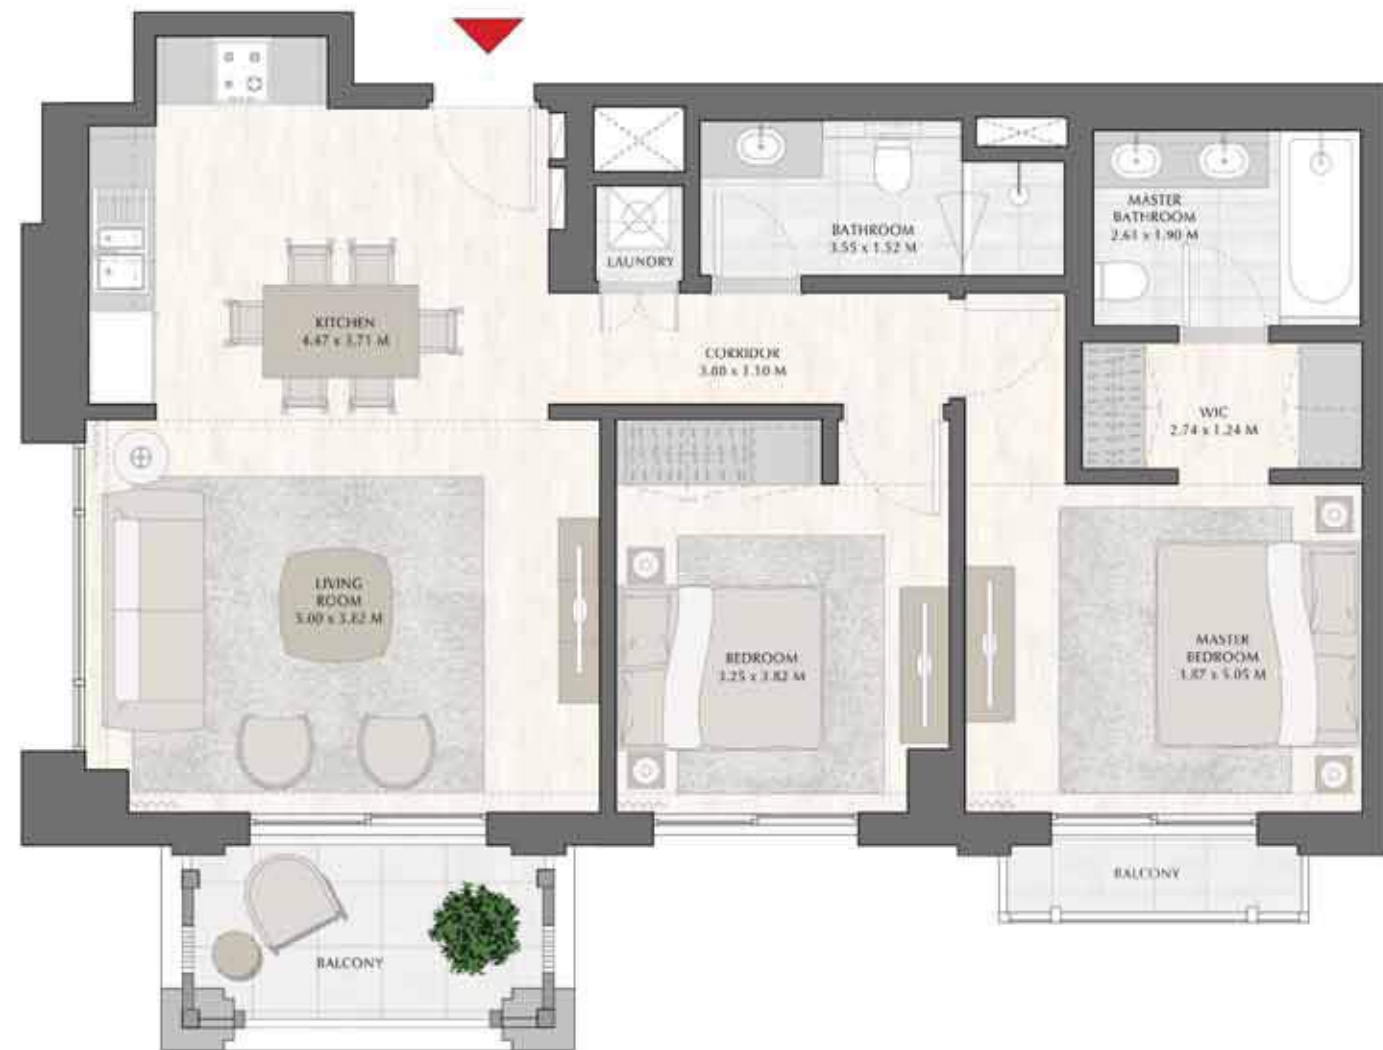 KITCHEN
4.47 x 3.71 M
LAUNDRY
BATHROOM
3.55 x 1.52 M
MASTER
BATHROOM
2.61 x 1.90 M
CORRIDOR
3.88 x 1.10 M
WIC
2.74 x 1.24 M
LIVING
ROOM
5.00 x 3.82 M
BEDROOM
3.25 x 3.82 M
MASTER
BEDROOM
3.87 x 5.05 M
BALCONY
BALCONY